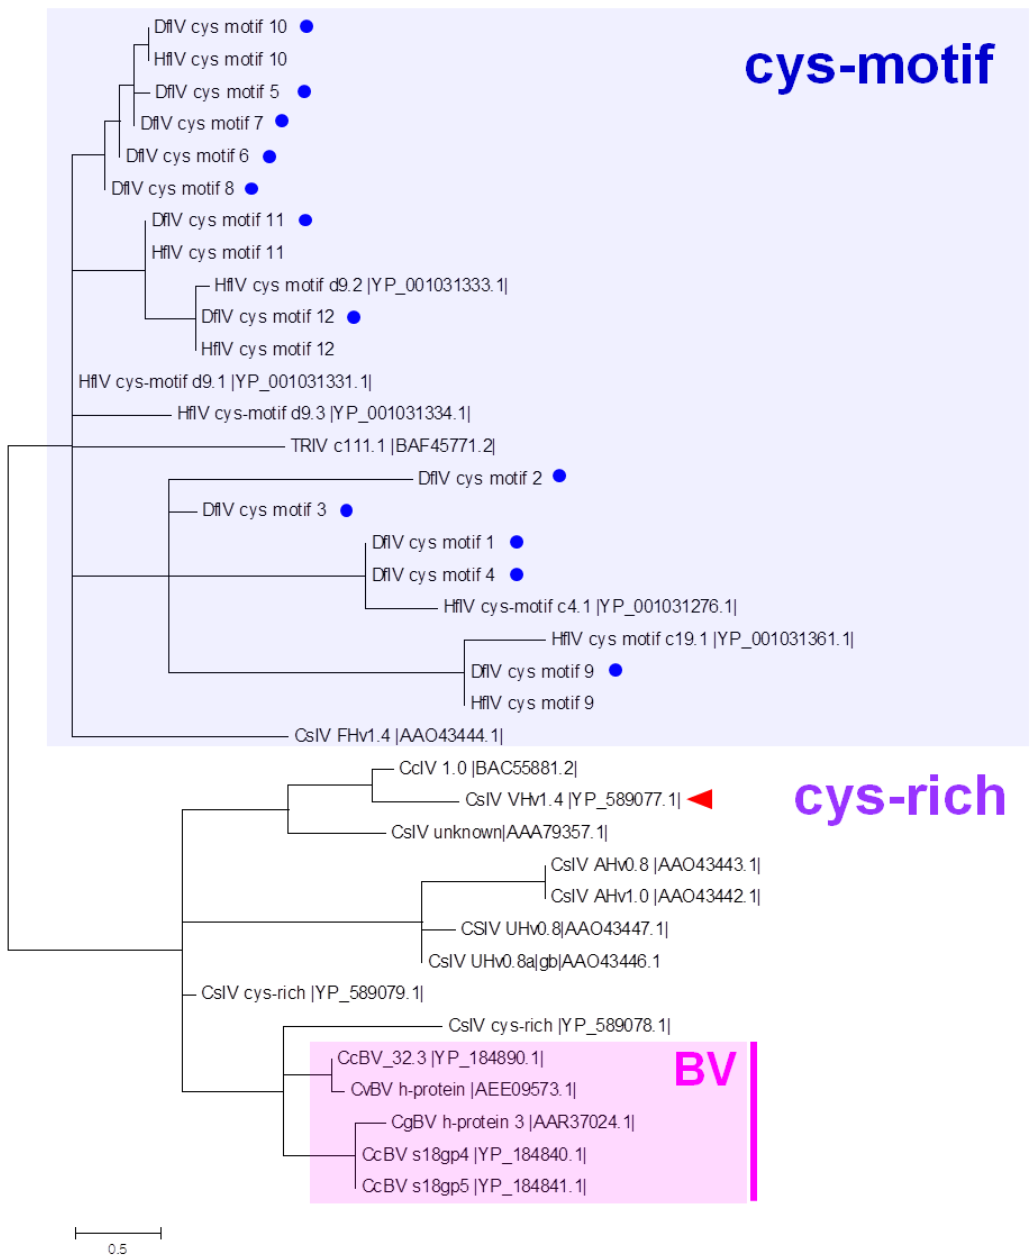 DfIV cys motif 10
cys-motif
HfIV cys motif 10
DfIV cys motif 5
DfIV cys motif 7
DfIV cys motif 6
DfIV cys motif 8
DfIV cys motif 11
HfIV cys motif 11
HfIV cys motif d9.2 |YP_001031333.1|
DfIV cys motif 12
HfIV cys motif 12
HfIV cys-motif d9.1 |YP_001031331.1|
HfIV cys-motif d9.3 |YP_001031334.1|
TRIV c111.1 |BAF45771.2|
DfIV cys motif 2
DfIV cys motif 3
DfIV cys motif 1
DfIV cys motif 4
HfIV cys-motif c4.1 |YP_001031276.1|
HfIV cys motif c19.1 |YP_001031361.1|
DfIV cys motif 9
HfIV cys motif 9
CsIV FHv1.4 |AAO43444.1|
CcIV 1.0 |BAC55881.2|
cys-rich
CsIV VHv1.4 |YP_589077.1|
CsIV unknown|AAA79357.1|
CsIV AHv0.8 |AAO43443.1|
CsIV AHv1.0 |AAO43442.1|
CSIV UHv0.8|AAO43447.1|
CsIV UHv0.8a|gb|AAO43446.1
CsIV cys-rich |YP_589079.1|
CsIV cys-rich |YP_589078.1|
CcBV_32.3 |YP_184890.1|
BV
CvBV h-protein |AEE09573.1|
CgBV h-protein 3 |AAR37024.1|
CcBV s18gp4 |YP_184840.1|
CcBV s18gp5 |YP_184841.1|
0.5